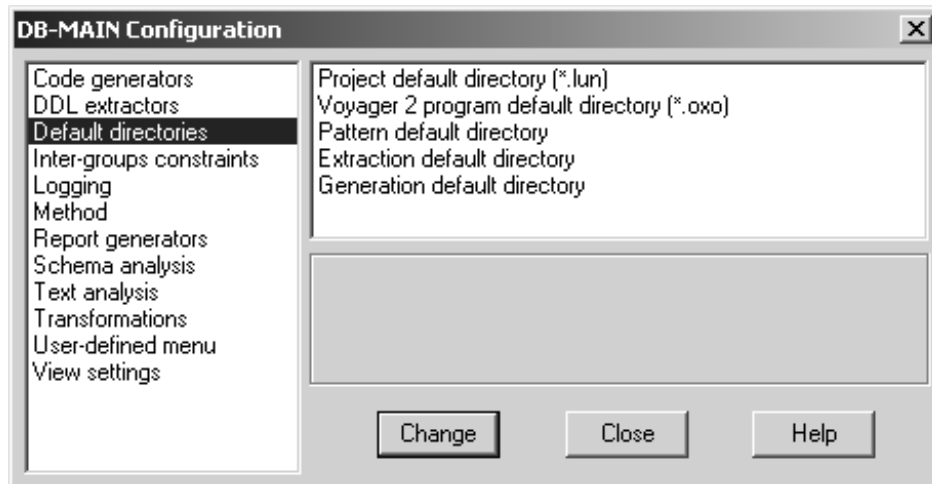 DB-MAIN Configuration
Code generators
DDL extractors
Default directories
Inter-groups constraints
Logging
Method
Report generators
Schema analysis
Text analysis
Transformations
User-defined menu
View settings
Project default directory (*.lun)
Voyager 2 program default directory (*.oxo)
Pattern default directory
Extraction default directory
Generation default directory
Change
Close
Help